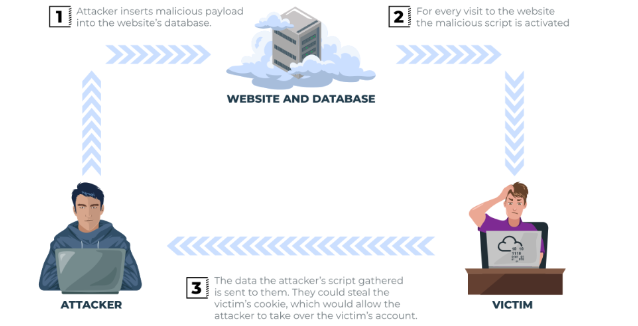 1
Attacker inserts malicious payload
into the website's database.
2
For every visit to the website
the malicious script is activated
WEBSITE AND DATABASE
ATTACKER
VICTIM
3
The data the attacker's script gathered
is sent to them. They could steal the
victim's cookie, which would allow the
attacker to take over the victim's account.